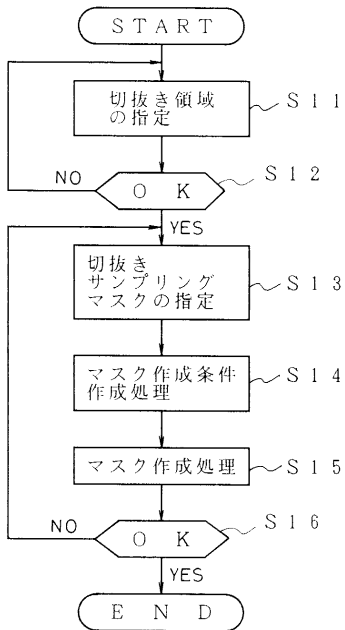 START
切抜き領域
の指定
S11
OK
S12
NO
YES
切抜き
サンプリング
マスクの指定
S13
マスク作成条件
作成処理
S14
マスク作成処理
S15
OK
S16
NO
YES
END